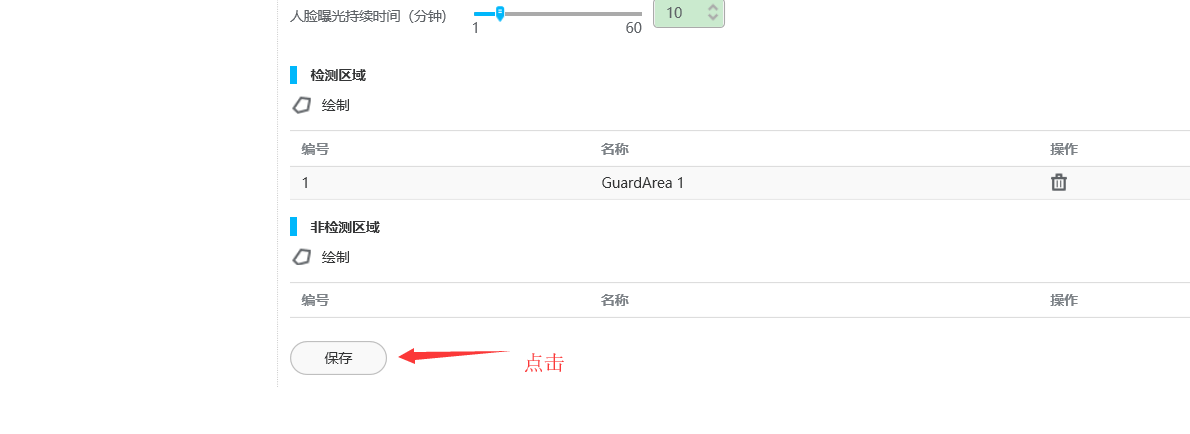 人脸曝光持续时间（分钟）
1
60
10
检测区域
绘制
编号 名称 操作
1 GuardArea 1
非检测区域
绘制
编号 名称 操作
保存
点击